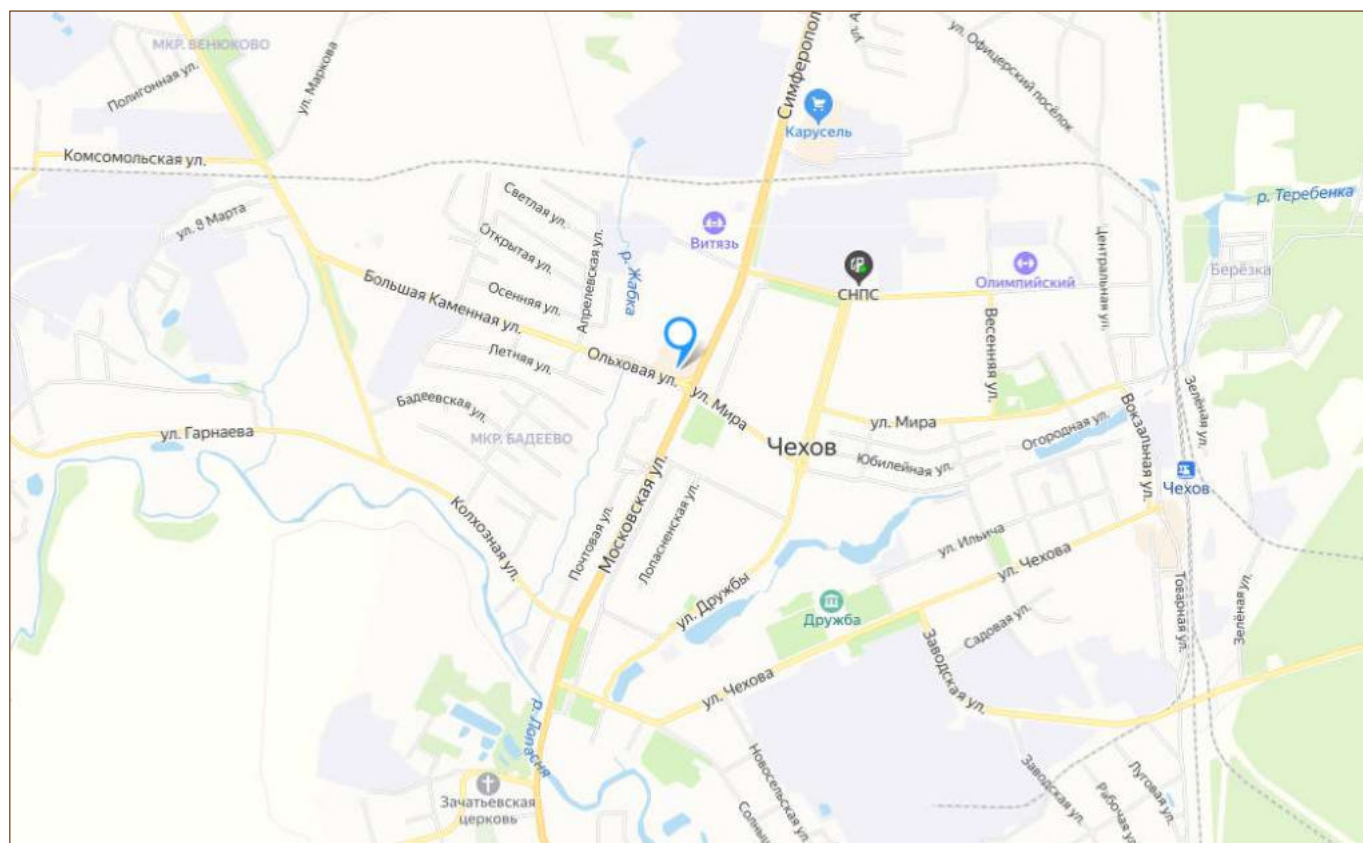 МКР. ВЕНЮКОВО
Полигонная ул.
ул. Маркова
Симферопол
ул. Офицерский посёлок
Карусель
Комсомольская ул.
р. Теребенка
Светлая ул.
ул. 8 Марта
Открытая ул.
Апрелевская ул.
р. Жабка
Витязь
Центральная ул.
Берёзка
Большая Каменная ул.
Осенняя ул.
СНПС
Олимпийский
Весенняя ул.
Летняя ул.
Ольховая ул.
ул. Мира
Бадеевская ул.
ул. Мира
Вокзальная ул.
Зелёная ул.
ул. Гарнаева
МКР. БАДЕЕВО
Чехов
Юбилейная ул.
Огородная ул.
Чехов
Колхозная ул.
Почтовая ул.
Московская ул.
Лопасненская ул.
ул. Ильича
ул. Чехова
ул. Дружбы
Дружба
Садовая ул.
Товарная ул.
Зелёная ул.
Заводская ул.
ул. Чехова
р. Лопасня
Новосельская ул.
Заводская ул.
Рабочая ул.
Луговая ул.
Зачатьевская
церковь